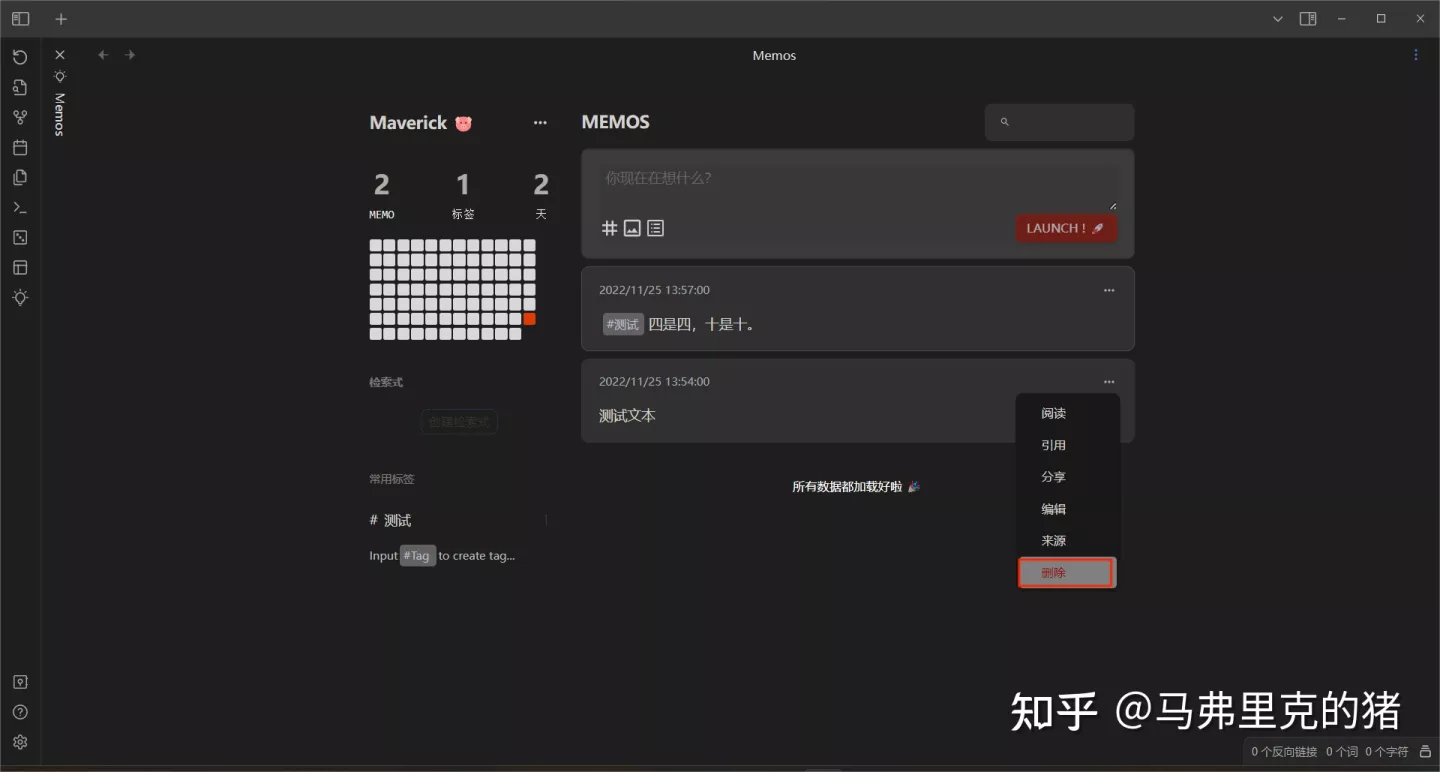 Memos
Memos
Maverick
2 1 2
MEMO 标签 天
检索式
创建检索式
常用标签
# 测试 1
Input #Tag to create tag...
MEMOS
你现在在想什么?
LAUNCH !
2022/11/25 13:57:00
#测试 四是四，十是十。
2022/11/25 13:54:00
测试文本
阅读
引用
分享
编辑
来源
删除
所有数据都加载好啦
知乎 @马弗里克的猪
0 个反向链接 0 个词 0 个字符